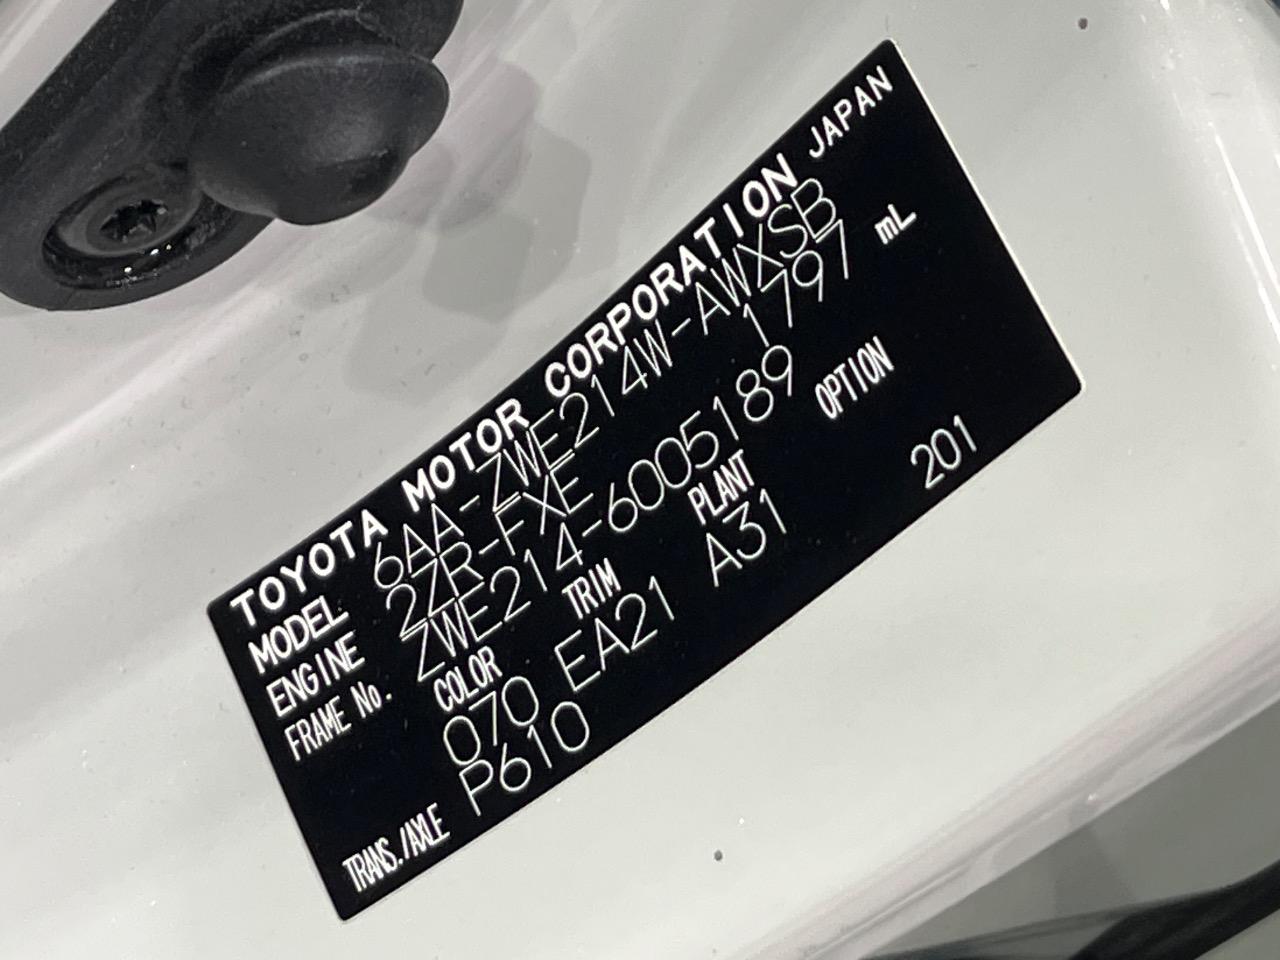 TOYOTA MOTOR CORPORATION JAPAN
MODEL 6AA-ZWE214W-AWXSB
ENGINE 2ZR-FXE 1797 mL
FRAME No. ZWE214-6005189
COLOR TRIM PLANT OPTION
070 EA21 A31 201
TRANS./AXLE P610